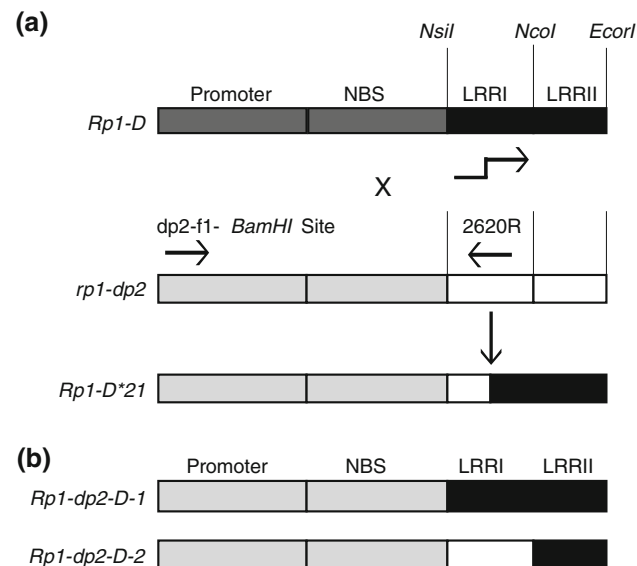 (a)
NsiI NcoI EcorI
Promoter NBS LRRI LRRII
Rp1-D
X
dp2-f1- BamHI Site 2620R
rp1-dp2
Rp1-D*21
(b)
Promoter NBS LRRI LRRII
Rp1-dp2-D-1
Rp1-dp2-D-2